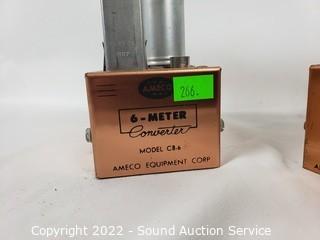 AMECO
266.
6-METER
Converter
MODEL CB-6
AMECO EQUIPMENT CORP
Copyright - 2022 - Sound Auction Service